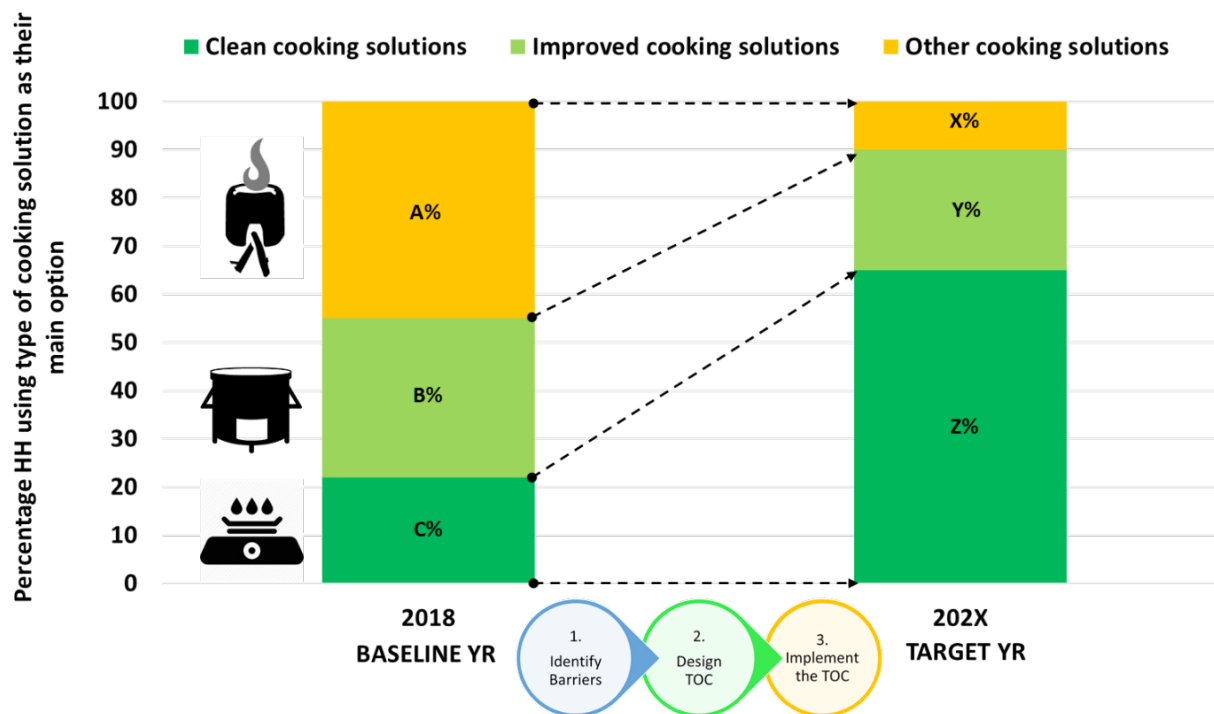 Clean cooking solutions
Improved cooking solutions
Other cooking solutions
Percentage HH using type of cooking solution as their
main option
100
90
80
70
60
50
40
30
20
10
0
A%
B%
C%
X%
Y%
Z%
2018
BASELINE YR
1.
Identify
Barriers
2.
Design
TOC
3.
Implement
the TOC
202X
TARGET YR